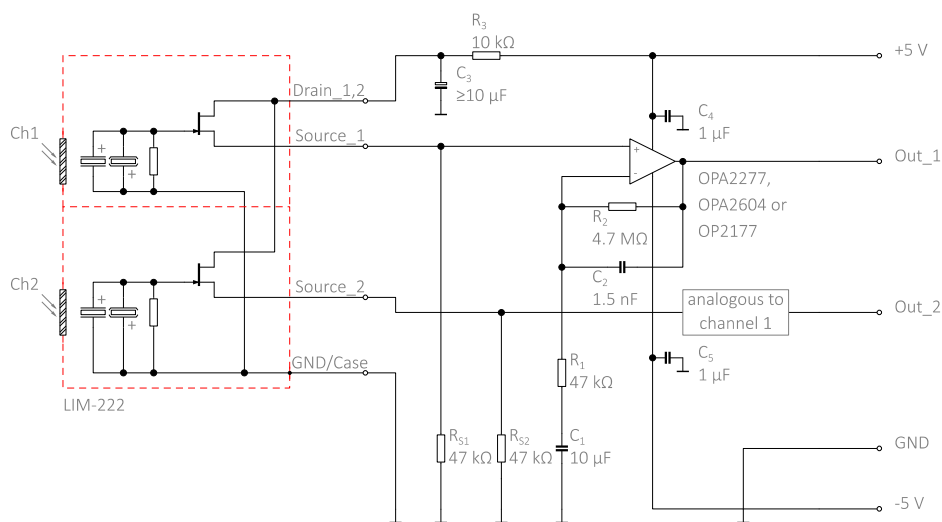 R₃
10 kΩ
+5 V
Drain_1,2
C₃
≥10 µF
C₄
1 µF
Ch1
+
+
Source_1
+
-
Out_1
OPA2277,
OPA2604 or
OP2177
R₂
4.7 MΩ
C₂
1.5 nF
Ch2
+
+
Source_2
analogous to
channel 1
Out_2
GND/Case
C₅
1 µF
R₁
47 kΩ
LIM-222
R_S1
47 kΩ
R_S2
47 kΩ
C₁
10 µF
GND
-5 V